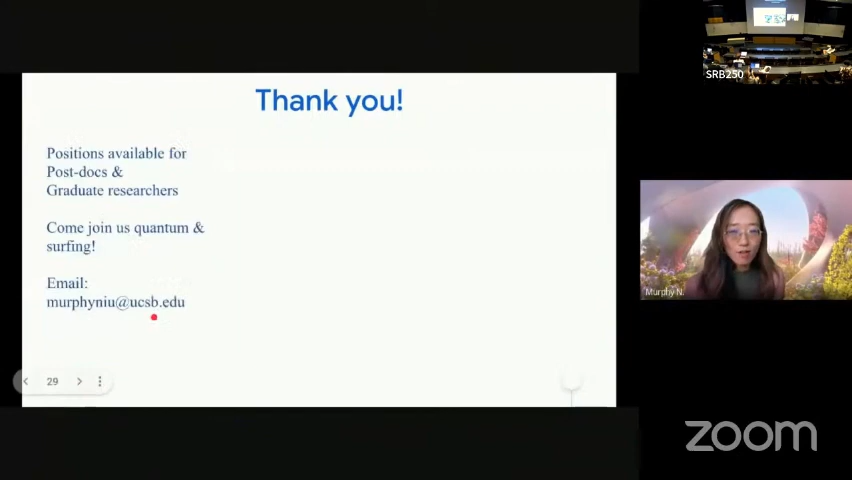 Thank you!
Positions available for
Post-docs &
Graduate researchers
Come join us quantum &
surfing!
Email:
murphyniu@ucsb.edu
29
SRB250
Murphy N.
zoom